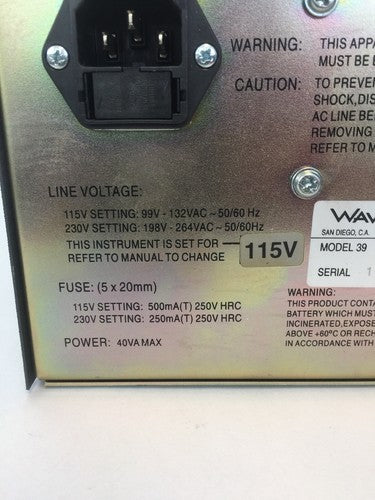 WARNING: THIS APPA
MUST BE E
CAUTION: TO PREVEN
SHOCK,DIS
AC LINE BE
REMOVING
REFER TO M
LINE VOLTAGE:
115V SETTING: 99V - 132VAC ~ 50/60 Hz
230V SETTING: 198V - 264VAC ~ 50/60Hz
THIS INSTRUMENT IS SET FOR 115V
REFER TO MANUAL TO CHANGE
WAV
SAN DIEGO, C.A.
MODEL 39
SERIAL 1
FUSE: (5 x 20mm)
115V SETTING: 500mA(T) 250V HRC
230V SETTING: 250mA(T) 250V HRC
POWER: 40VA MAX
WARNING:
THIS PRODUCT CONTA
BATTERY WHICH MUST
INCINERATED,EXPOSE
ABOVE +60°C OR RECH
IN ACCORDANCE WITH